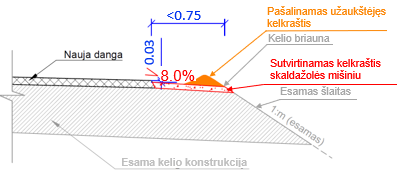 <0.75
Pašalinamas užaukštėjęs
kelkraštis
Kelio briauna
Nauja danga
0.03
8.0%
Sutvirtinamas kelkraštis
skaldažolės mišiniu
Esamas šlaitas
1:m (esamas)
Esama kelio konstrukcija